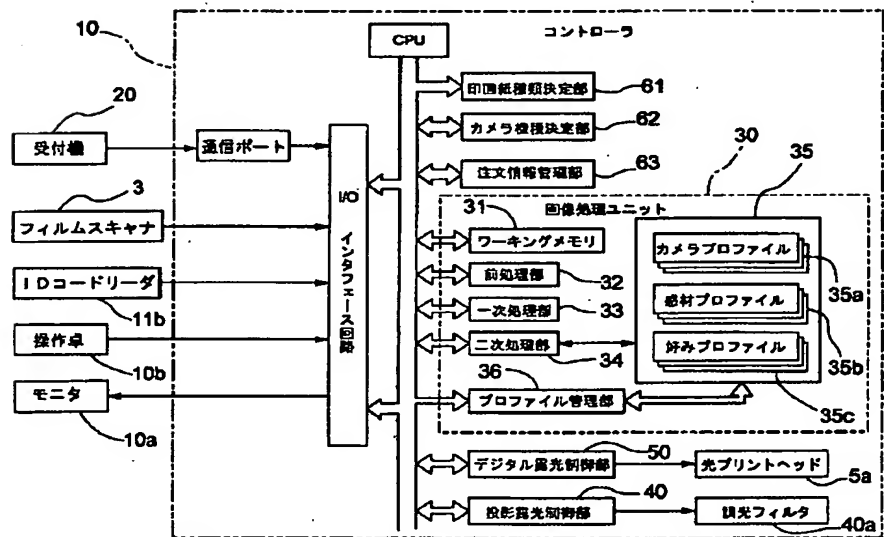 10
CPU
コントローラ
20
受付機
通信ポート
印画紙種類決定部
61
カメラ機種決定部
62
注文情報管理部
63
30
3
フィルムスキャナ
I/O インタフェース回路
画像処理ユニット
35
31
ワーキングメモリ
カメラプロファイル
35a
前処理部
32
IDコードリーダ
11b
一次処理部
33
感材プロファイル
35b
操作卓
10b
二次処理部
34
好みプロファイル
35c
モニタ
10a
36
プロファイル管理部
50
デジタル露光制御部
光プリントヘッド
5a
40
投影露光制御部
調光フィルタ
40a